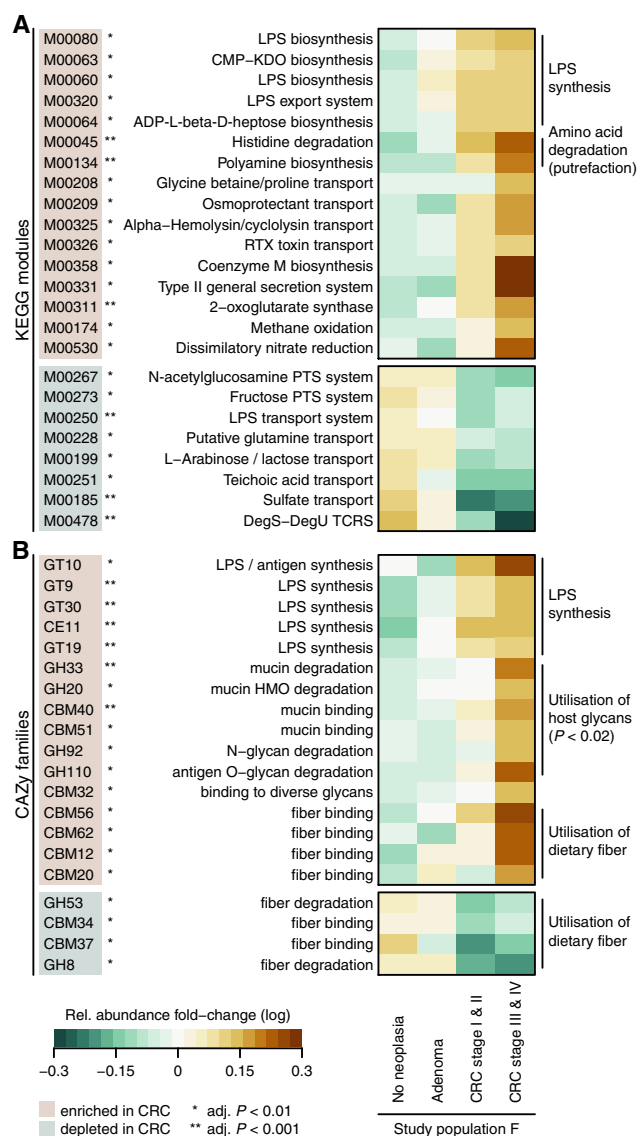 A
KEGG modules
M00080 * LPS biosynthesis
M00063 * CMP−KDO biosynthesis
M00060 * LPS biosynthesis
M00320 * LPS export system
M00064 * ADP-L-beta-D-heptose biosynthesis
LPS
synthesis
M00045 ** Histidine degradation
M00134 ** Polyamine biosynthesis
Amino acid
degradation
(putrefaction)
M00208 * Glycine betaine/proline transport
M00209 * Osmoprotectant transport
M00325 * Alpha−Hemolysin/cyclolysin transport
M00326 * RTX toxin transport
M00358 * Coenzyme M biosynthesis
M00331 * Type II general secretion system
M00311 ** 2−oxoglutarate synthase
M00174 * Methane oxidation
M00530 * Dissimilatory nitrate reduction
M00267 * N-acetylglucosamine PTS system
M00273 * Fructose PTS system
M00250 ** LPS transport system
M00228 * Putative glutamine transport
M00199 * L−Arabinose / lactose transport
M00251 * Teichoic acid transport
M00185 ** Sulfate transport
M00478 ** DegS−DegU TCRS
B
CAZy families
GT10 * LPS / antigen synthesis
GT9 ** LPS synthesis
GT30 ** LPS synthesis
CE11 ** LPS synthesis
GT19 ** LPS synthesis
LPS
synthesis
GH33 ** mucin degradation
GH20 * mucin HMO degradation
CBM40 ** mucin binding
CBM51 * mucin binding
GH92 * N−glycan degradation
GH110 * antigen O−glycan degradation
Utilisation of
host glycans
(P < 0.02)
CBM32 * binding to diverse glycans
CBM56 * fiber binding
CBM62 * fiber binding
CBM12 * fiber binding
CBM20 * fiber binding
Utilisation of
dietary fiber
GH53 * fiber degradation
CBM34 * fiber binding
CBM37 * fiber binding
GH8 * fiber degradation
Utilisation of
dietary fiber
Rel. abundance fold−change (log)
−0.3 −0.15 0 0.15 0.3
enriched in CRC * adj. P < 0.01
depleted in CRC ** adj. P < 0.001
No neoplasia
Adenoma
CRC stage I & II
CRC stage III & IV
Study population F